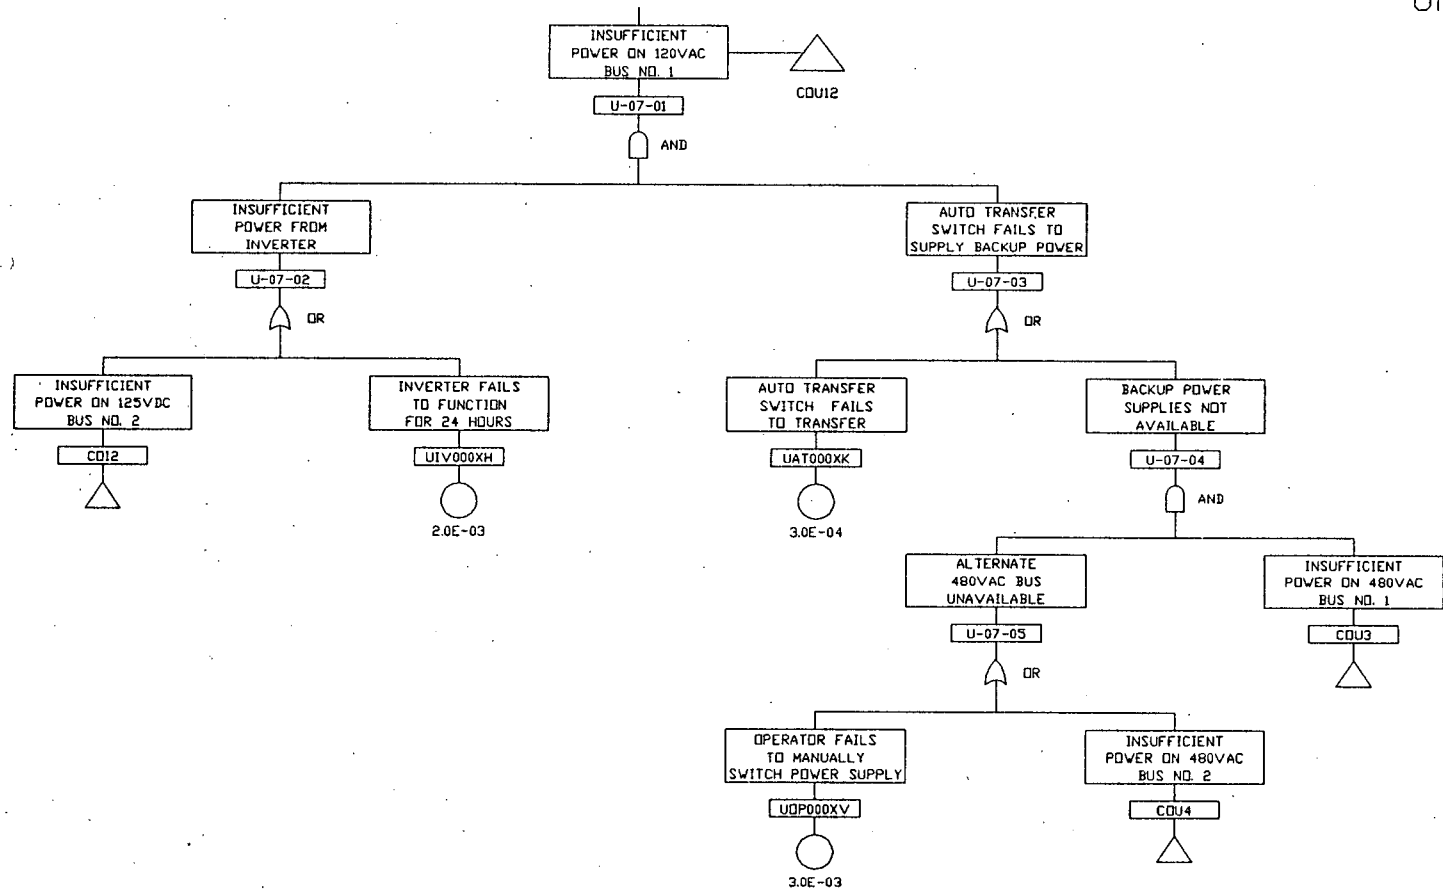 INSUFFICIENT
POWER ON 120VAC
BUS NO. 1
COU12
U-07-01
AND
INSUFFICIENT
POWER FROM
INVERTER
U-07-02
OR
AUTO TRANSFER
SWITCH FAILS TO
SUPPLY BACKUP POWER
U-07-03
OR
INSUFFICIENT
POWER ON 125VDC
BUS NO. 2
COI2
INVERTER FAILS
TO FUNCTION
FOR 24 HOURS
UIV000XH
2.0E-03
AUTO TRANSFER
SWITCH FAILS
TO TRANSFER
UAT000XK
3.0E-04
BACKUP POWER
SUPPLIES NOT
AVAILABLE
U-07-04
AND
ALTERNATE
480VAC BUS
UNAVAILABLE
U-07-05
OR
INSUFFICIENT
POWER ON 480VAC
BUS NO. 1
COU3
OPERATOR FAILS
TO MANUALLY
SWITCH POWER SUPPLY
UOP000XV
3.0E-03
INSUFFICIENT
POWER ON 480VAC
BUS NO. 2
COU4